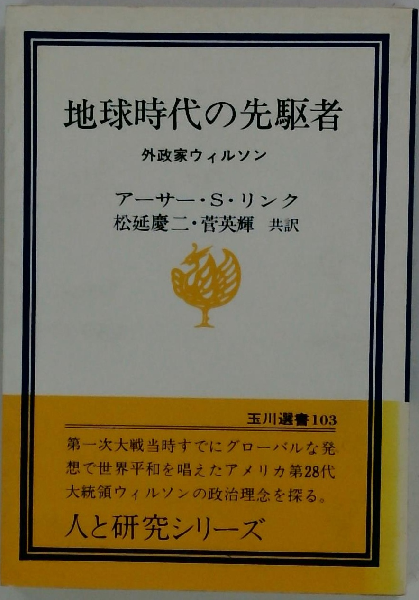 地球時代の先駆者
外政家ウィルソン
アーサー・S・リンク
松延慶二・菅英輝 共訳
玉川選書103
第一次大戦当時すでにグローバルな発
想で世界平和を唱えたアメリカ第28代
大統領ウィルソンの政治理念を探る。
人と研究シリーズ